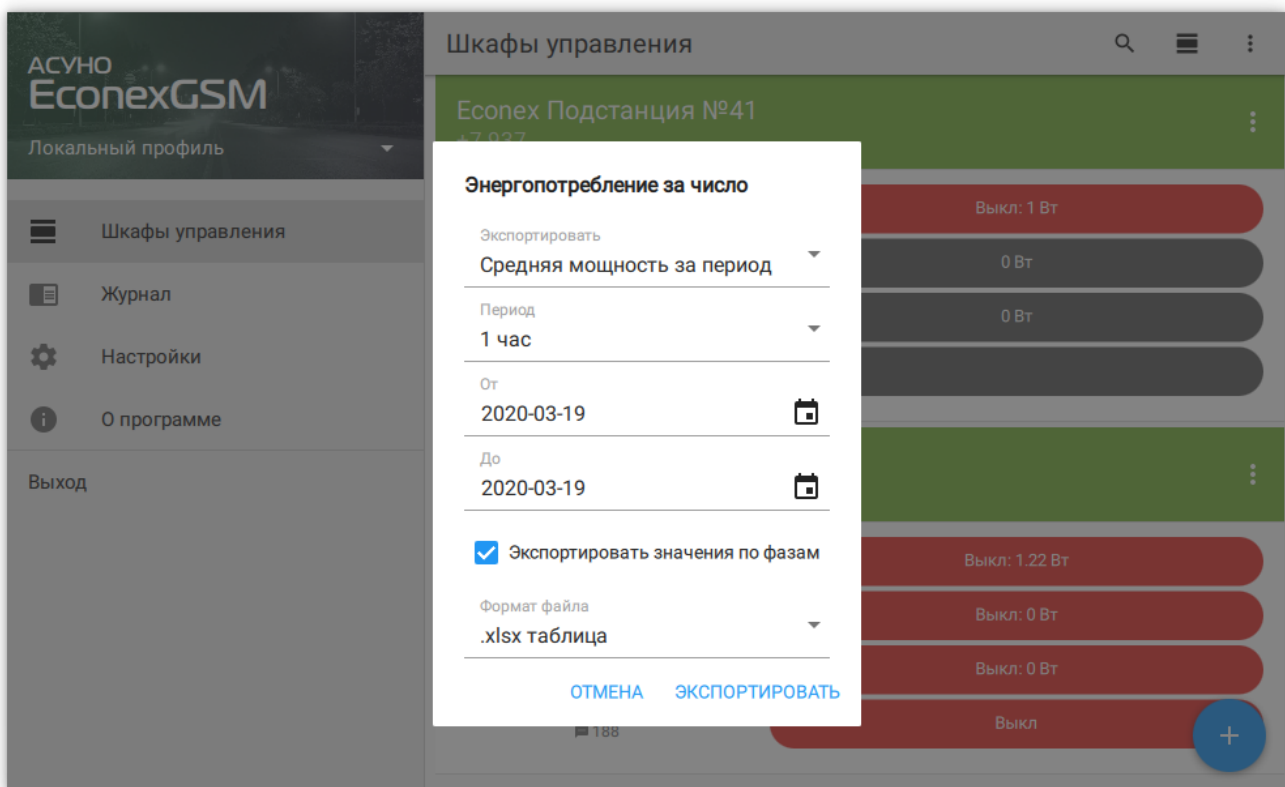 АСУНО
EconexGSM
Локальный профиль
Шкафы управления
Журнал
Настройки
О программе
Выход
Шкафы управления
Econex Подстанция №41
+7 937
Выкл: 1 Вт
0 Вт
0 Вт
Энергопотребление за число
Экспортировать
Средняя мощность за период
Период
1 час
От
2020-03-19
До
2020-03-19
Экспортировать значения по фазам
Формат файла
.xlsx таблица
ОТМЕНА ЭКСПОРТИРОВАТЬ
Выкл: 1.22 Вт
Выкл: 0 Вт
Выкл: 0 Вт
Выкл
188